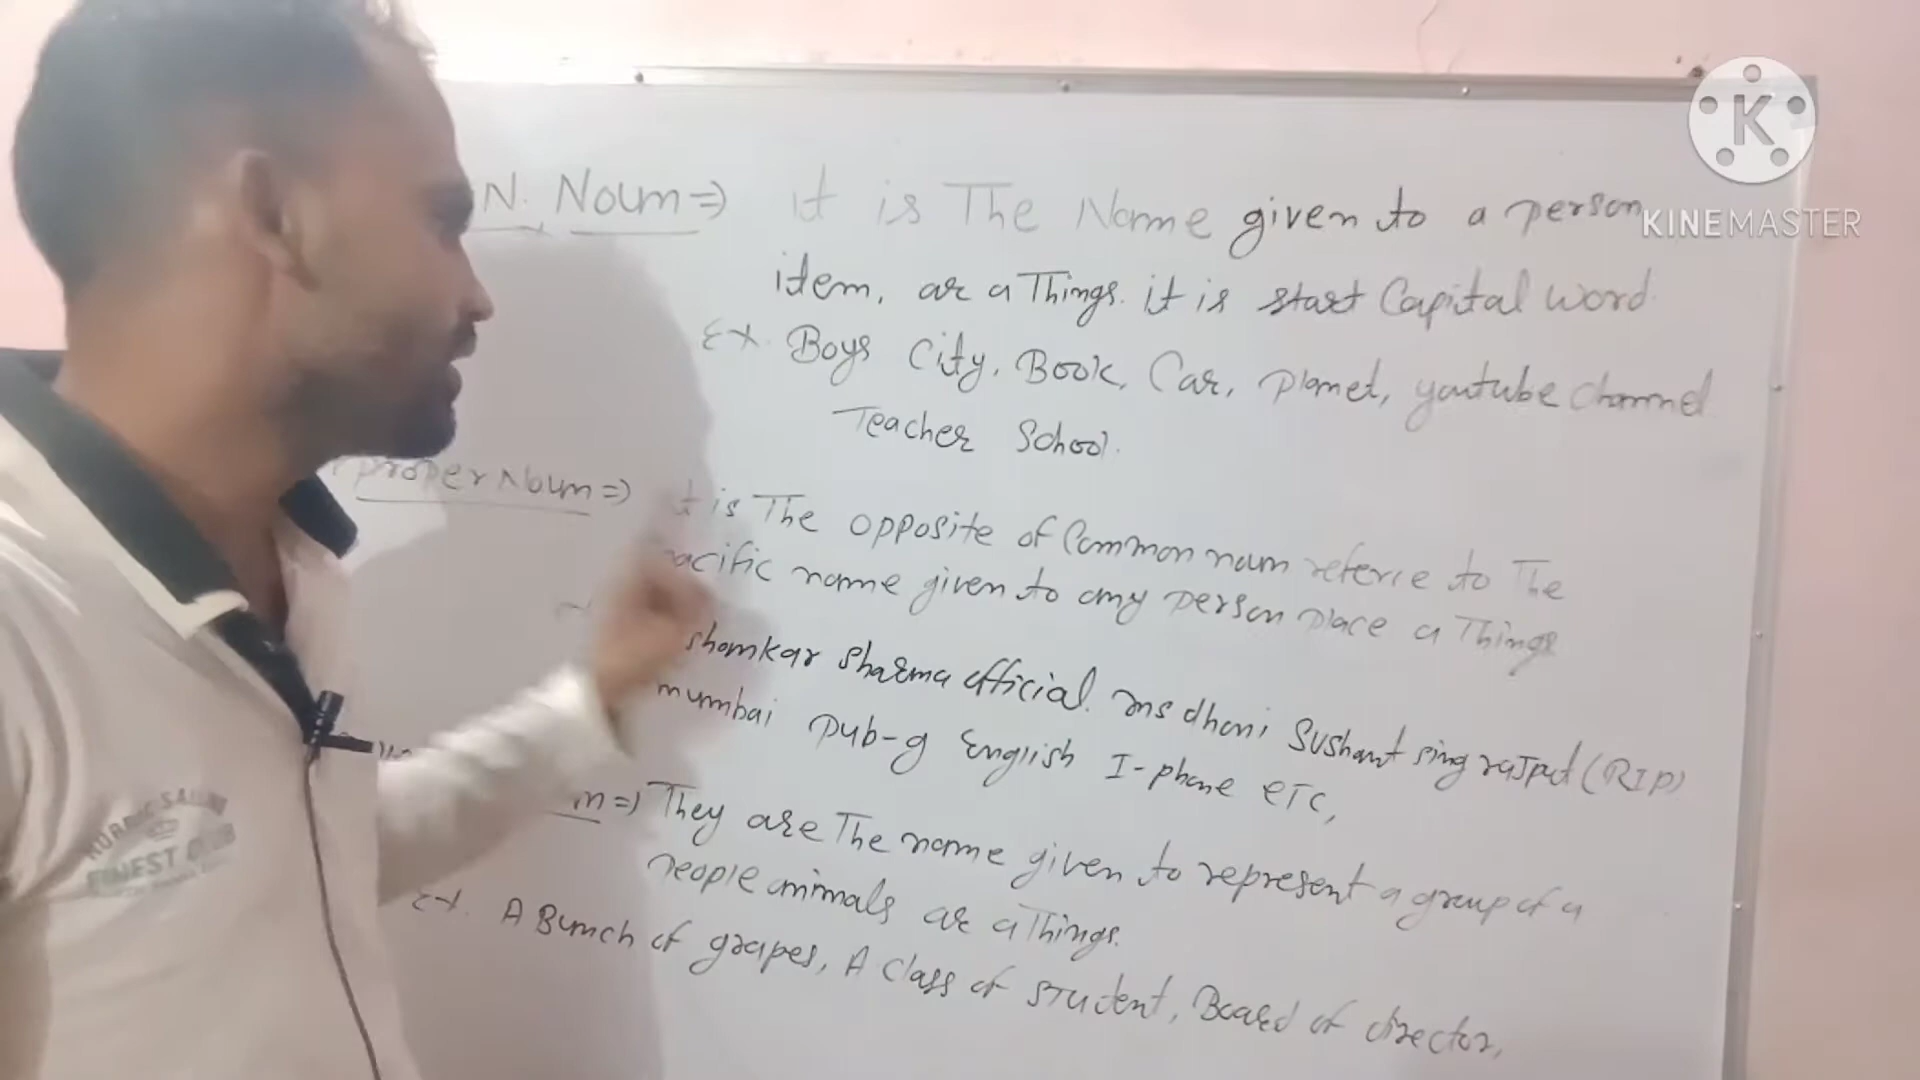 N. Noun => it is The Name given to a person
item, or a Things. it is start Capital word
Ex. Boys City, Book, Car, planet, youtube channel
Teacher School.
proper Noun => it is The opposite of Common noun referre to The
pacific name given to any person place a Things
shamkar sharma official. ms dhoni Sushant sing rajput (RIP)
mumbai pub-g English I-phone eTc,
m => They are The name given to represent a group of a
people animals or a Things.
Ex. A Bunch of grapes, A Class of STudent, Board of director,
KINEMASTER
K